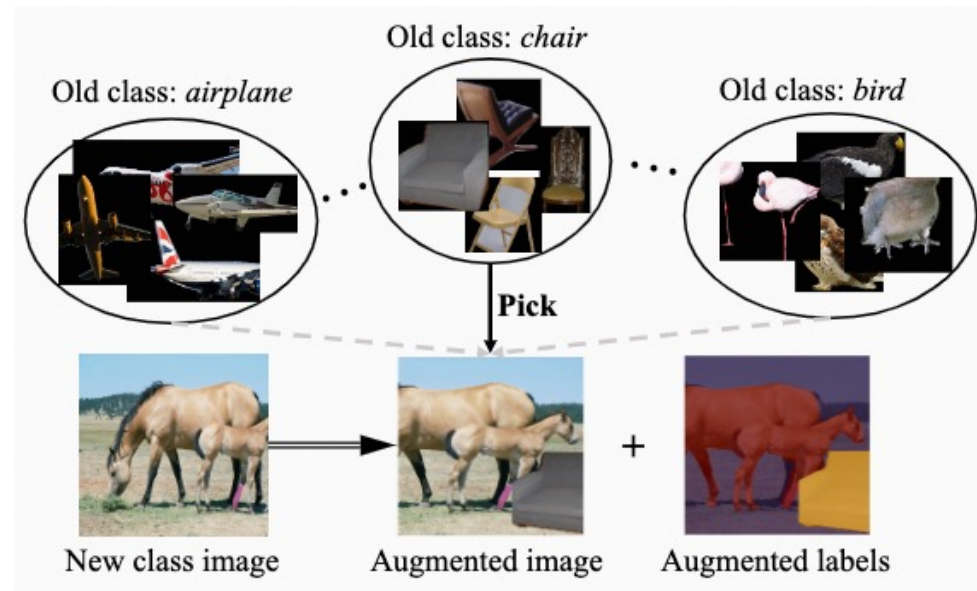 Old class: chair
Old class: airplane
Old class: bird
Pick
+
New class image
Augmented image
Augmented labels